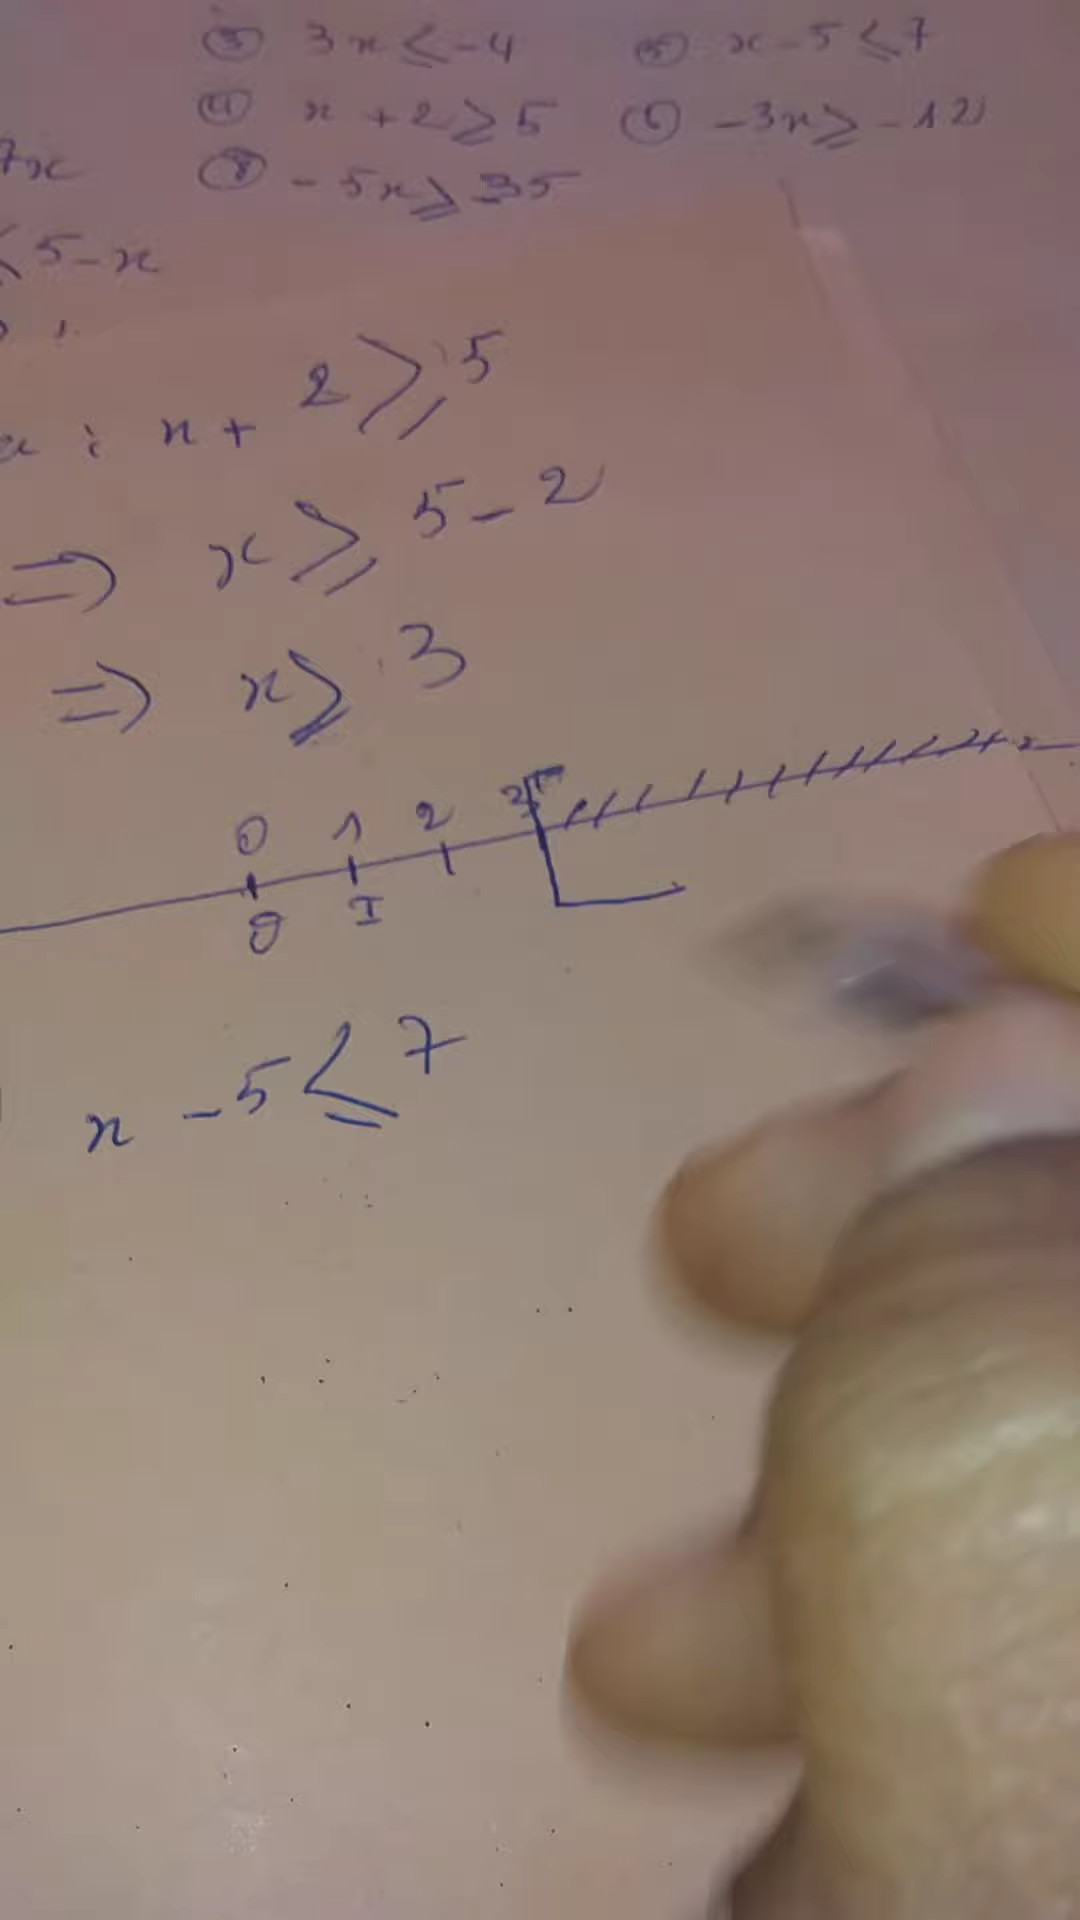 ③ 3x ≤ -4 ⑤ x - 5 ≤ 7
④ x + 2 ≥ 5 ⑥ -3x ≥ -12
7x ⑧ -5x ≥ 35
≤ 5 - x
: x + 2 ≥ 5
⇒ x ≥ 5 - 2
⇒ x ≥ 3
0 1 2 3
O I
x - 5 ≤ 7